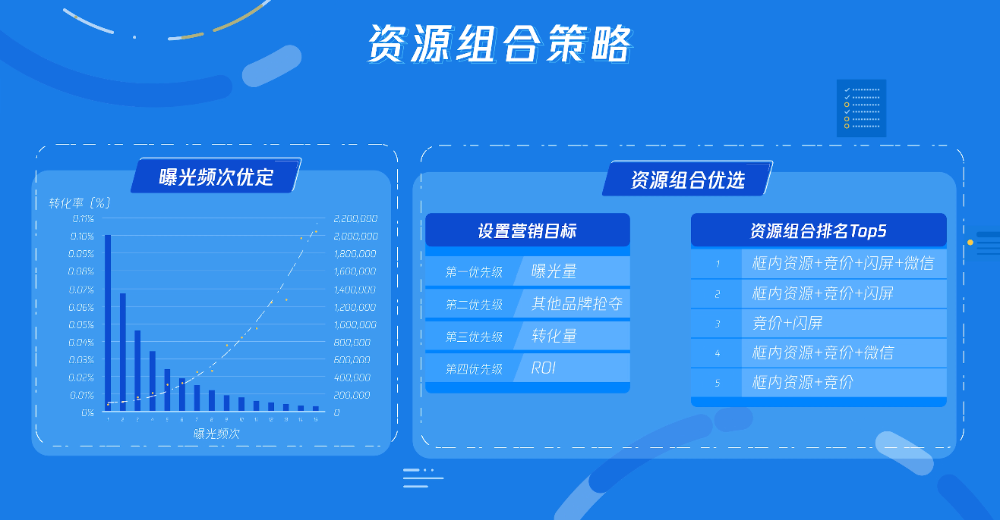 资源组合策略
曝光频次优定
转化率 [%]
0.11%
0.10%
0.09%
0.08%
0.07%
0.06%
0.05%
0.04%
0.03%
0.02%
0.01%
0%
2,200,000
2,000,000
1,800,000
1,600,000
1,400,000
1,200,000
1,000,000
800,000
600,000
400,000
200,000
0
1 2 3 4 5 6 7 8 9 10 11 12 13 14 15
曝光频次
资源组合优选
设置营销目标
第一优先级 曝光量
第二优先级 其他品牌抢夺
第三优先级 转化量
第四优先级 ROI
资源组合排名Top5
1 框内资源+竞价+闪屏+微信
2 框内资源+竞价+闪屏
3 竞价+闪屏
4 框内资源+竞价+微信
5 框内资源+竞价